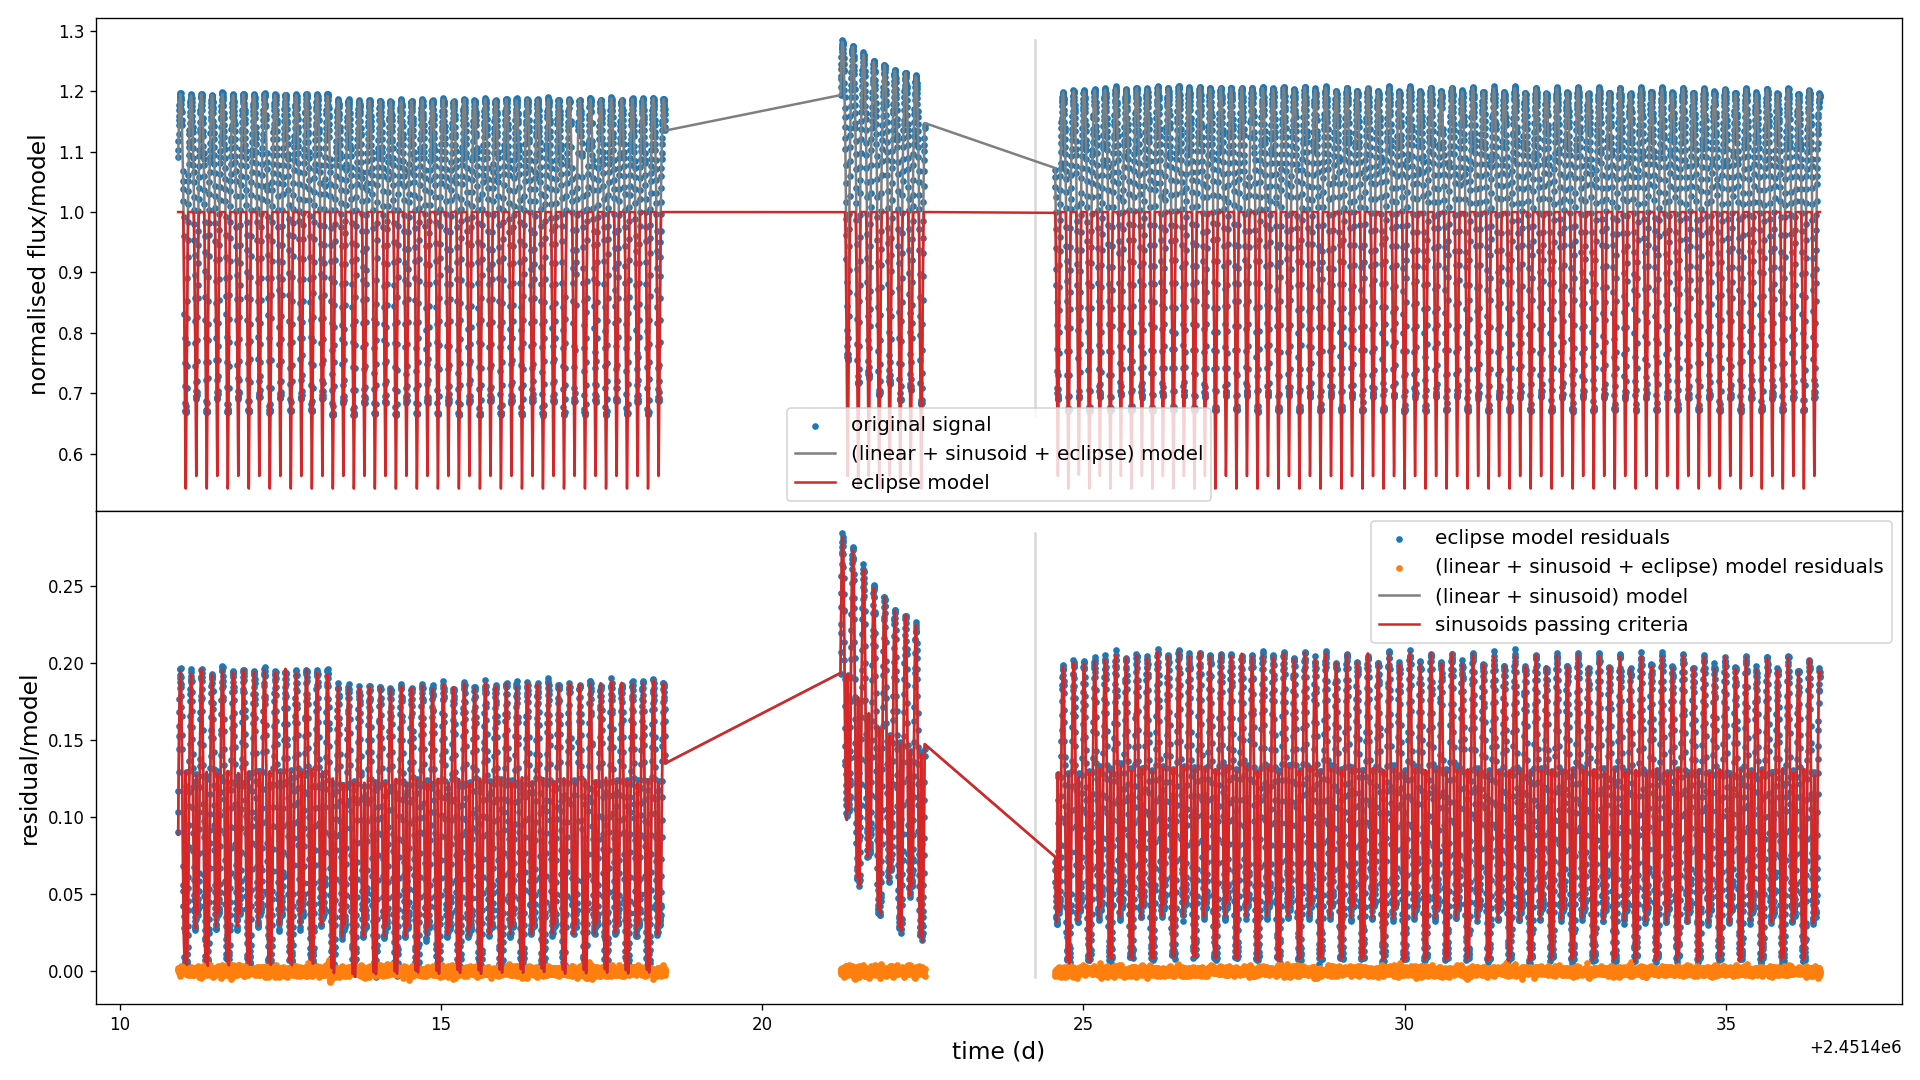 1.3
1.2
1.1
1.0
0.9
0.8
0.7
0.6
normalised flux/model
original signal
(linear + sinusoid + eclipse) model
eclipse model
0.25
0.20
0.15
0.10
0.05
0.00
residual/model
eclipse model residuals
(linear + sinusoid + eclipse) model residuals
(linear + sinusoid) model
sinusoids passing criteria
10
15
20
25
30
35
time (d)
+2.4514e6